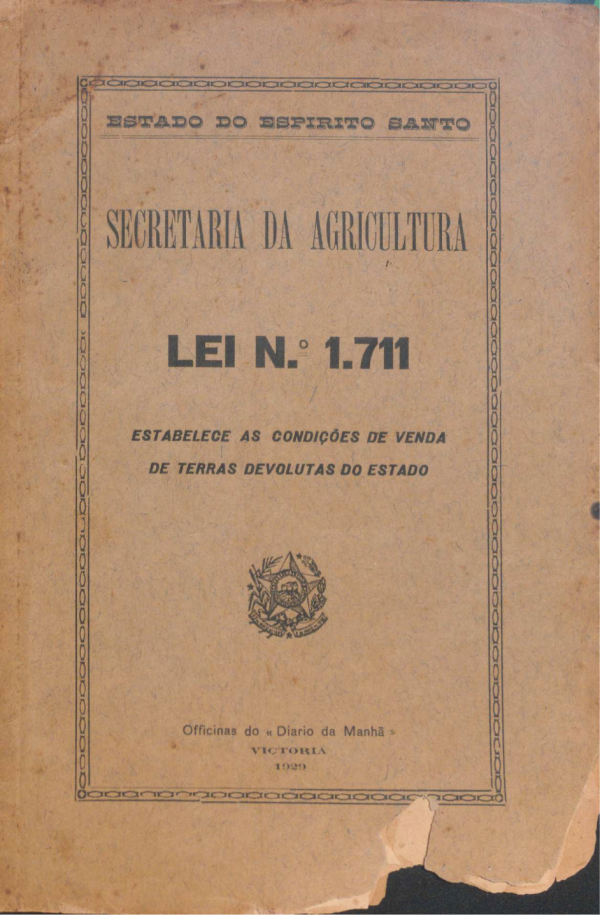 ESTADO DO ESPIRITO SANTO
SECRETARIA DA AGRICULTURA
LEI N.º 1.711
ESTABELECE AS CONDIÇÕES DE VENDA
DE TERRAS DEVOLUTAS DO ESTADO
Officinas do « Diario da Manhã »
VICTORIA
1929